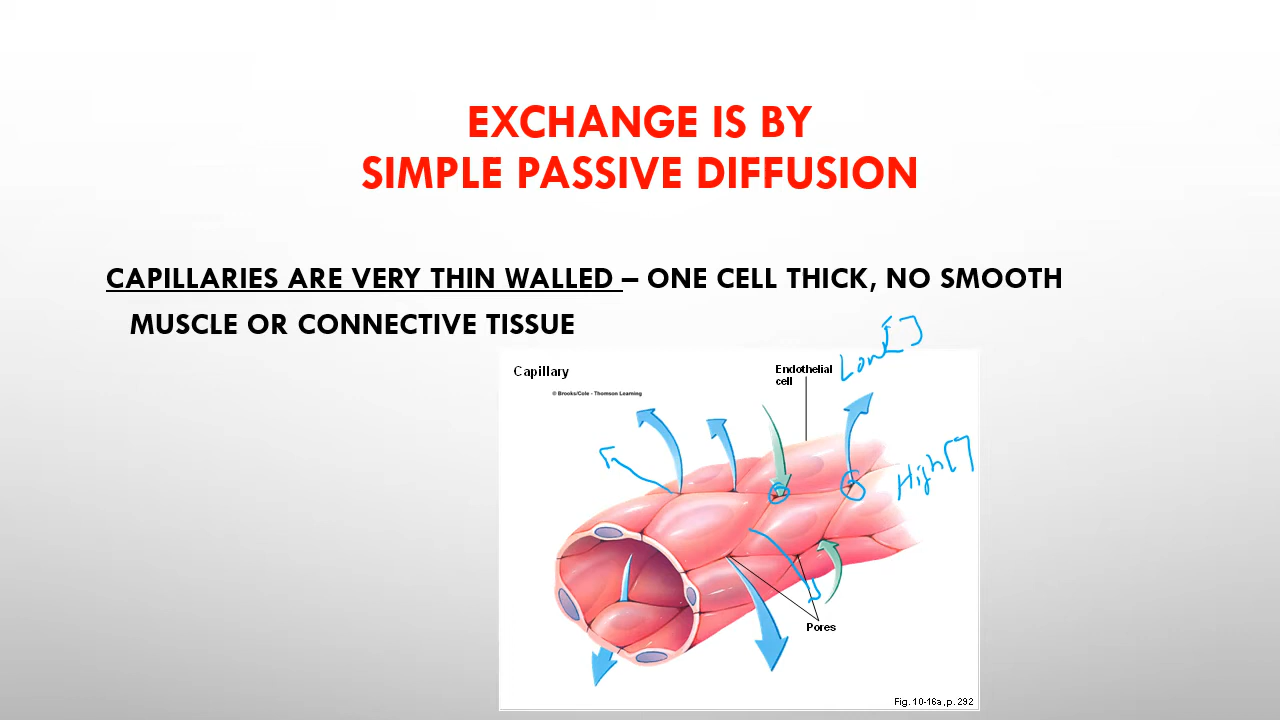 EXCHANGE IS BY
SIMPLE PASSIVE DIFFUSION
CAPILLARIES ARE VERY THIN WALLED – ONE CELL THICK, NO SMOOTH
MUSCLE OR CONNECTIVE TISSUE
Capillary
© Brooks/Cole - Thomson Learning
Endothelial
cell
Low []
High []
Pores
Fig. 10-16a, p. 292